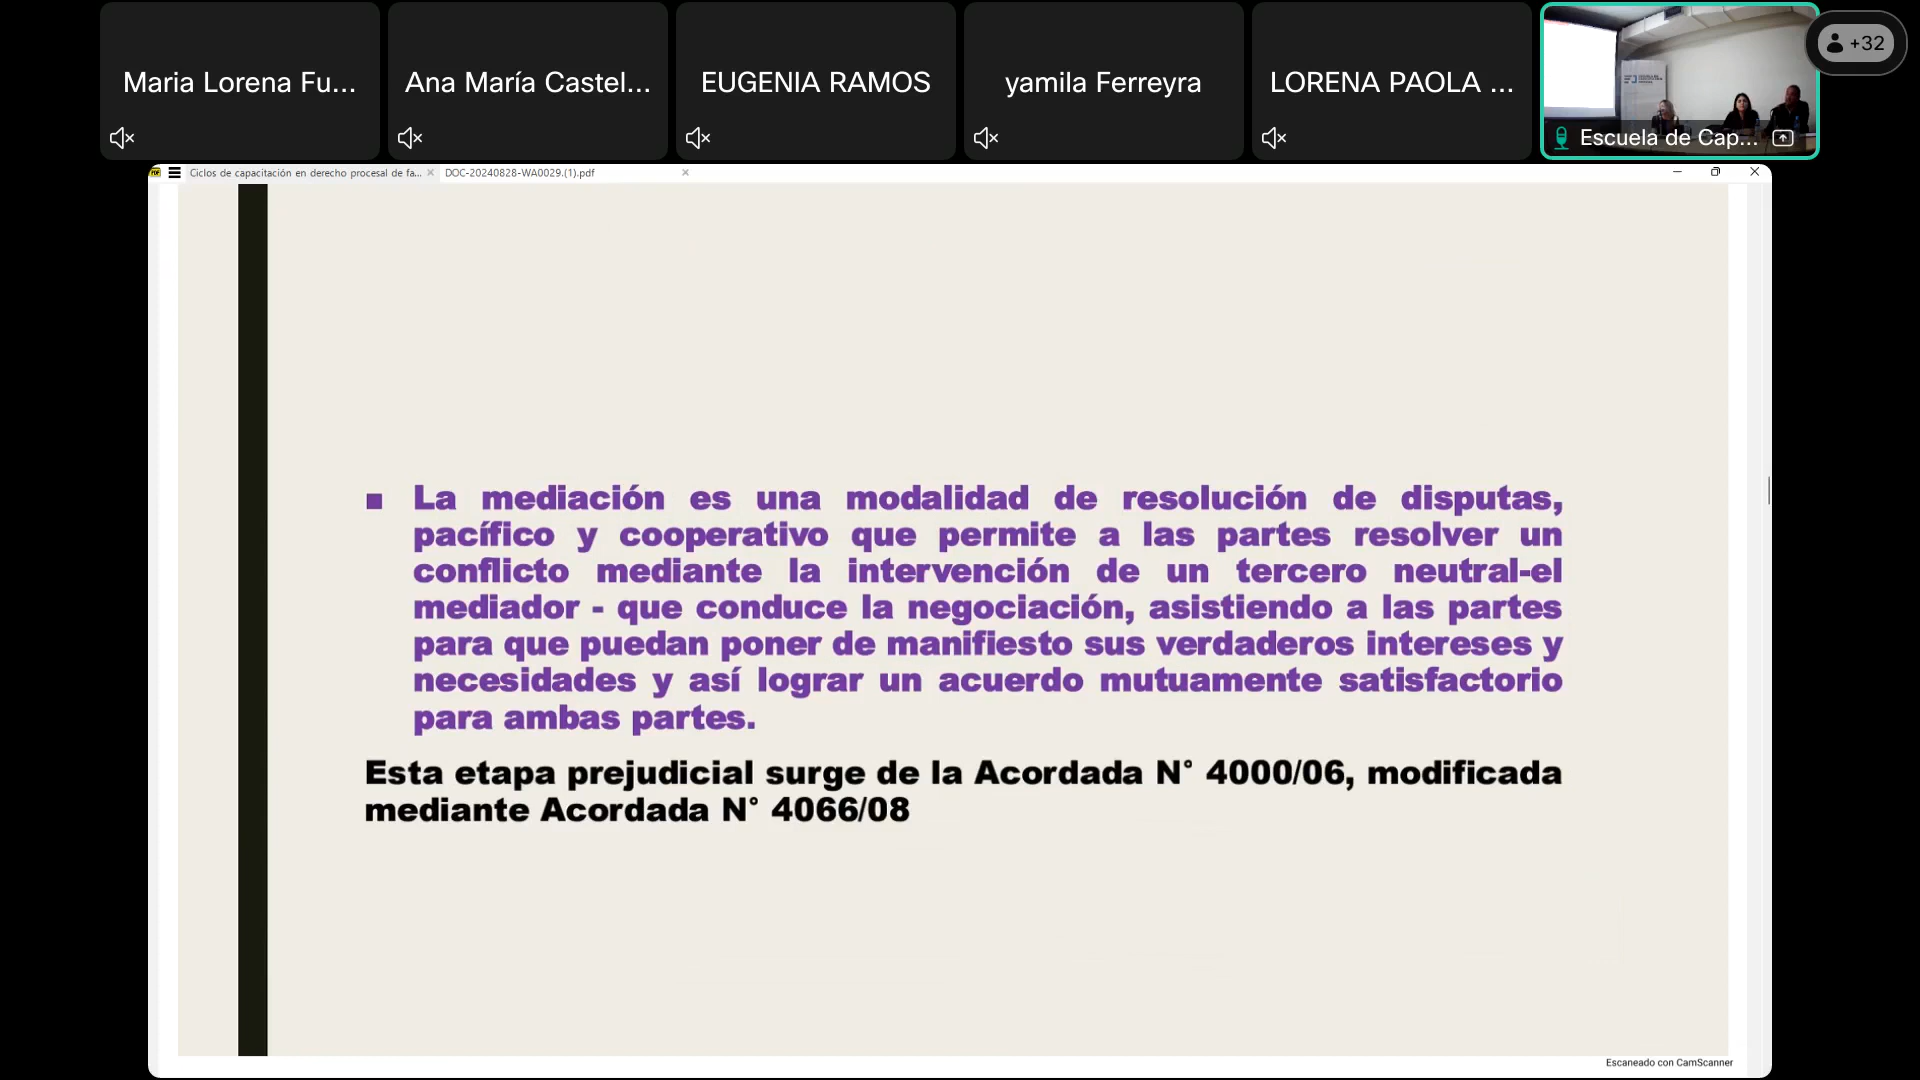 Maria Lorena Fu...
Ana María Castel...
EUGENIA RAMOS
yamila Ferreyra
LORENA PAOLA ...
+32
Escuela de Cap...
Ciclos de capacitación en derecho procesal de fa...
DOC-20240828-WA0029.(1).pdf
La mediación es una modalidad de resolución de disputas,
pacífico y cooperativo que permite a las partes resolver un
conflicto mediante la intervención de un tercero neutral-el
mediador - que conduce la negociación, asistiendo a las partes
para que puedan poner de manifiesto sus verdaderos intereses y
necesidades y así lograr un acuerdo mutuamente satisfactorio
para ambas partes.
Esta etapa prejudicial surge de la Acordada N° 4000/06, modificada
mediante Acordada N° 4066/08
Escaneado con CamScanner